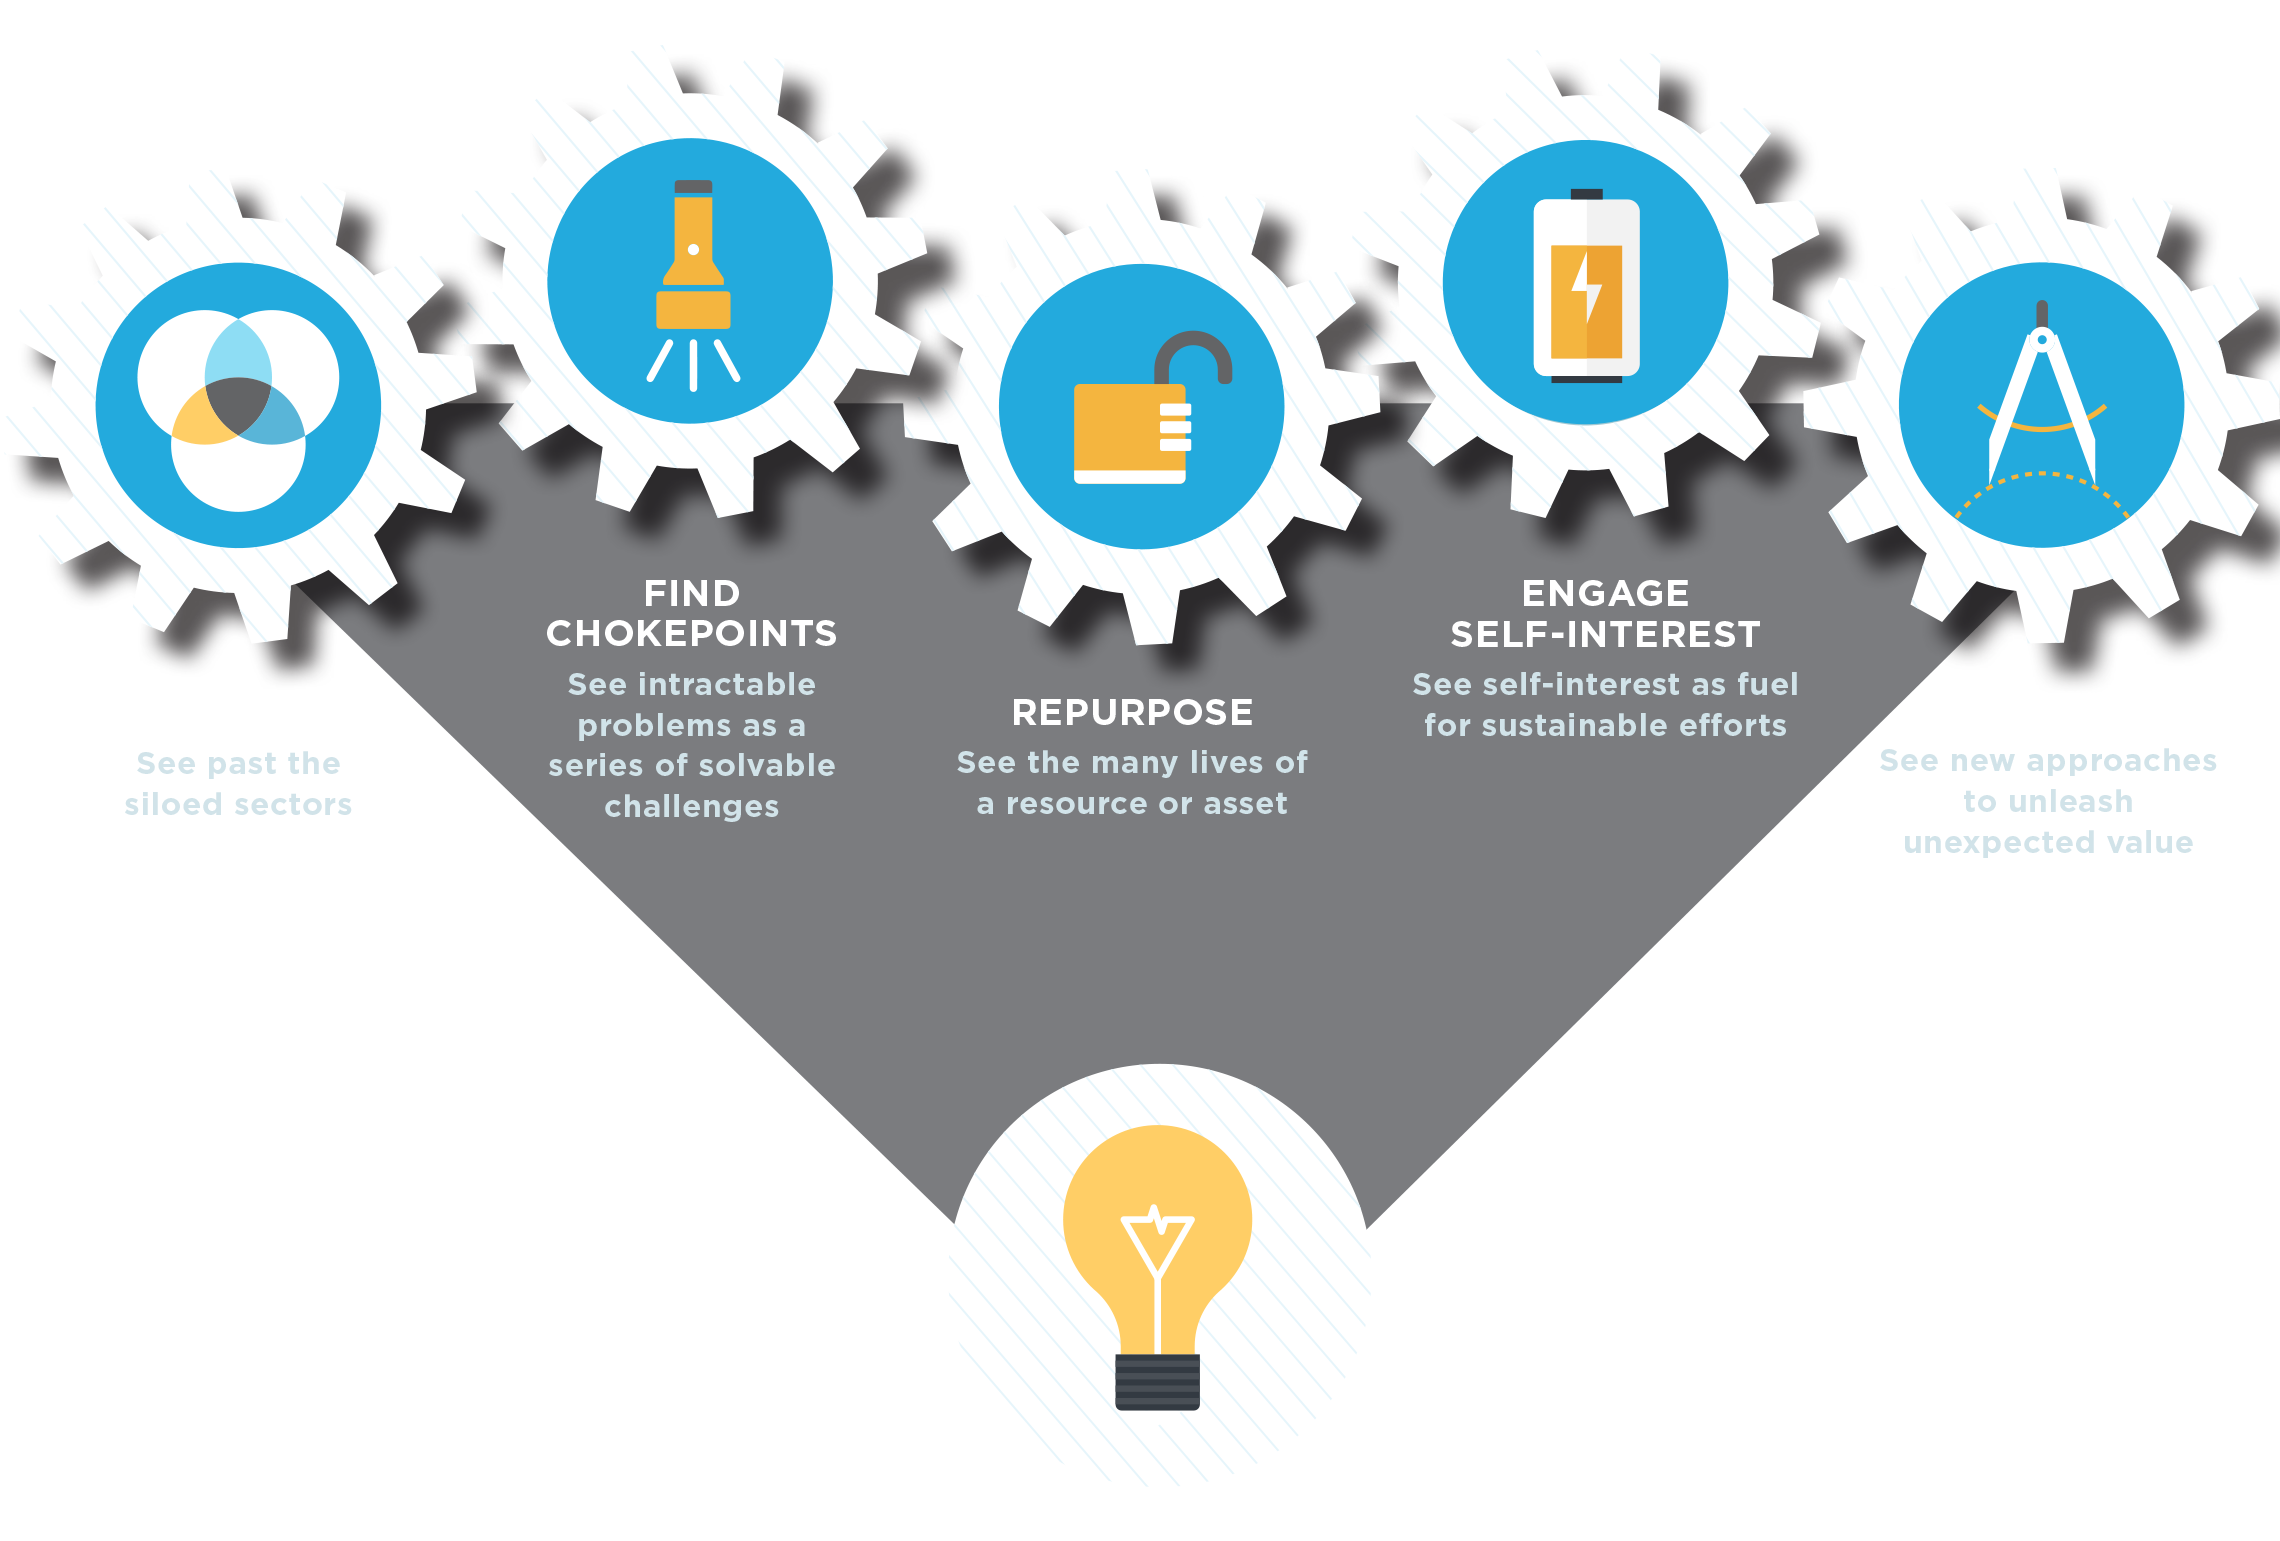 See past the
siloed sectors
FIND
CHOKEPOINTS
See intractable
problems as a
series of solvable
challenges
REPURPOSE
See the many lives of
a resource or asset
ENGAGE
SELF-INTEREST
See self-interest as fuel
for sustainable efforts
See new approaches
to unleash
unexpected value